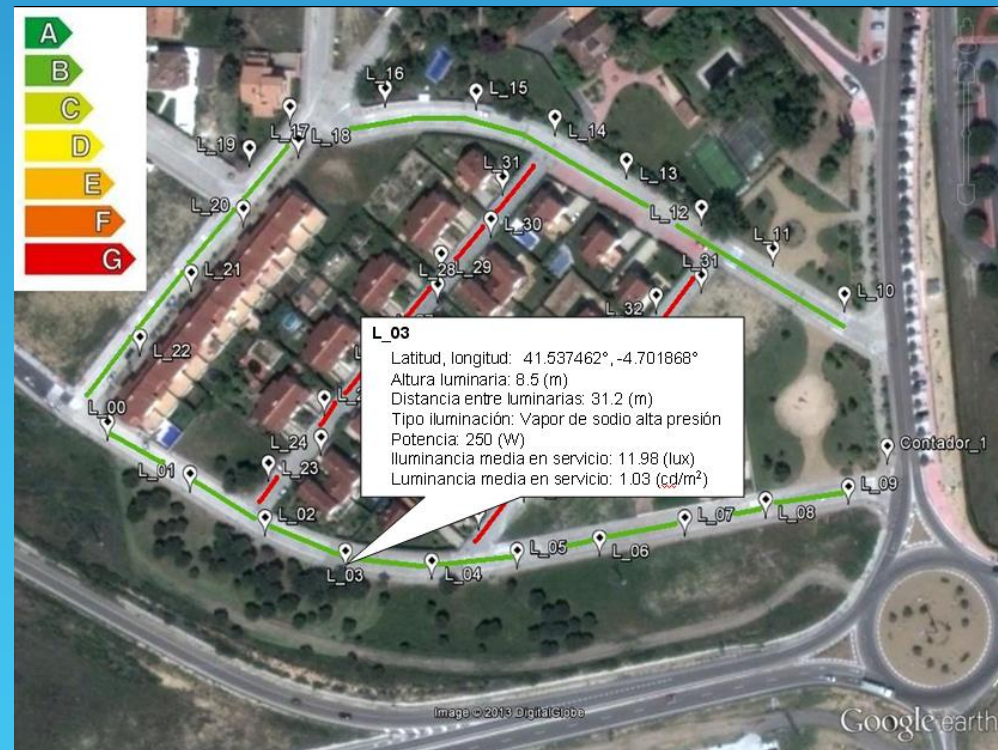 A
B
C
D
E
F
G
L_16
L_15
L_17
L_18
L_19
L_14
L_31
L_13
L_20
L_30
L_12
L_11
L_28
L_29
L_31
L_21
L_10
L_32
L_22
L_03
Latitud, longitud: 41.537462°, -4.701868°
Altura luminaria: 8.5 (m)
Distancia entre luminarias: 31.2 (m)
Tipo iluminación: Vapor de sodio alta presión
Potencia: 250 (W)
Iluminancia media en servicio: 11.98 (lux)
Luminancia media en servicio: 1.03 (cd/m²)
L_00
L_24
Contador_1
L_01
L_23
L_09
L_02
L_07
L_08
L_05
L_06
L_03
L_04
Image © 2013 DigitalGlobe
Google earth